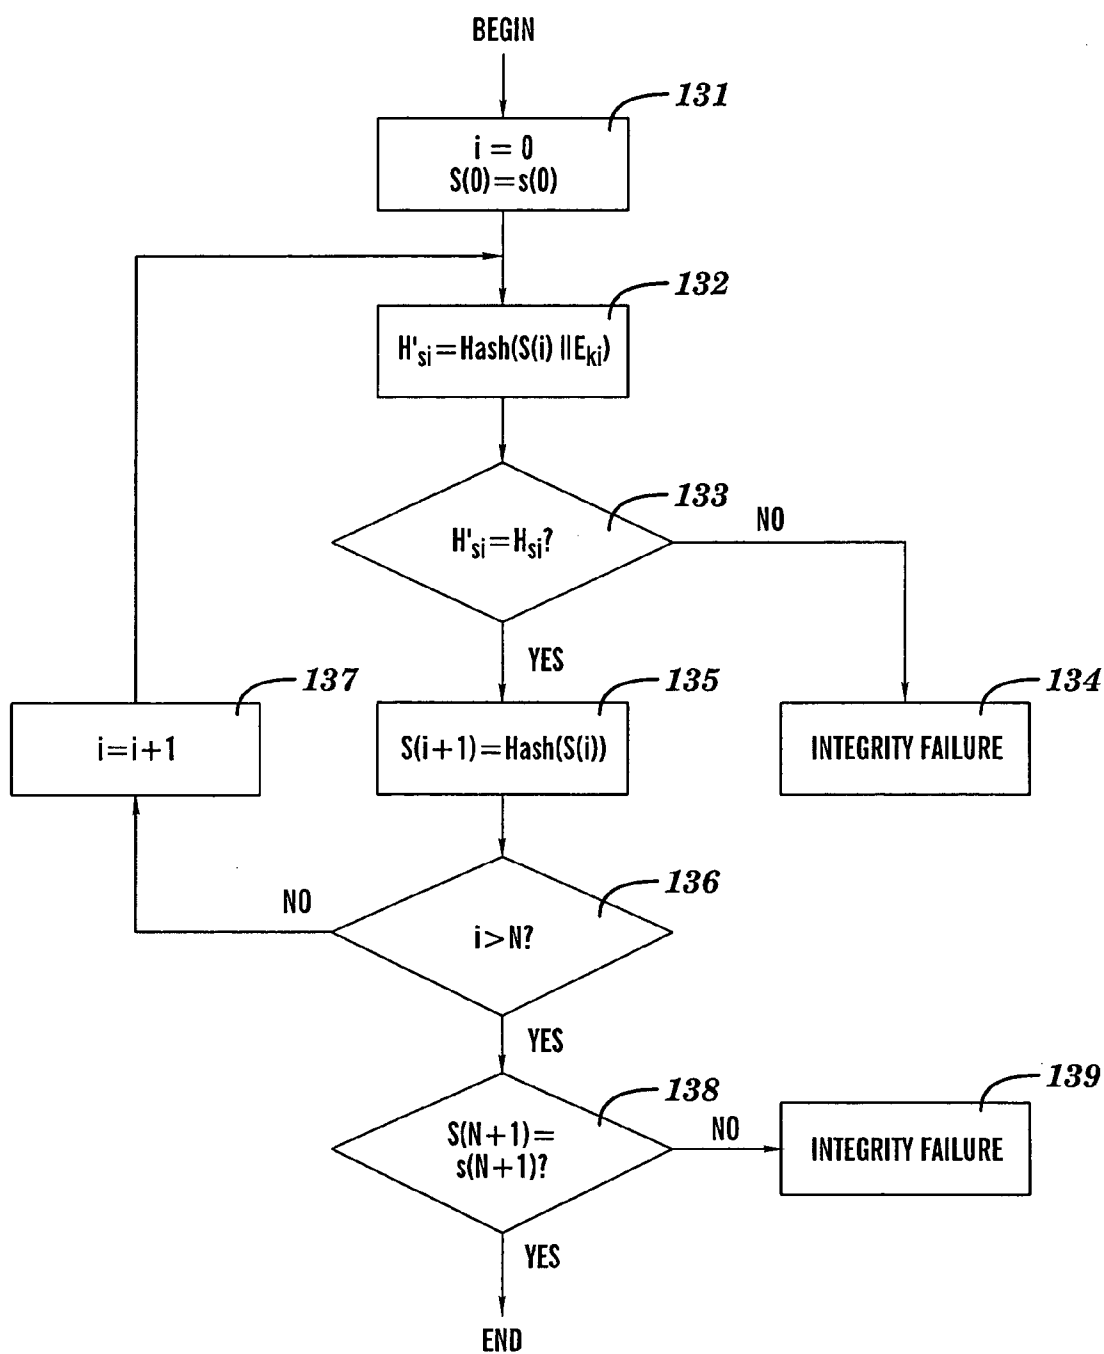 BEGIN
131
i = 0
S(0)=s(0)
132
H'si=Hash(S(i) ||Eki)
133
H'si=Hsi?
NO
YES
137
135
134
i=i+1
S(i+1)=Hash(S(i))
INTEGRITY FAILURE
136
NO
i>N?
YES
138
139
S(N+1)=
s(N+1)?
NO
INTEGRITY FAILURE
YES
END